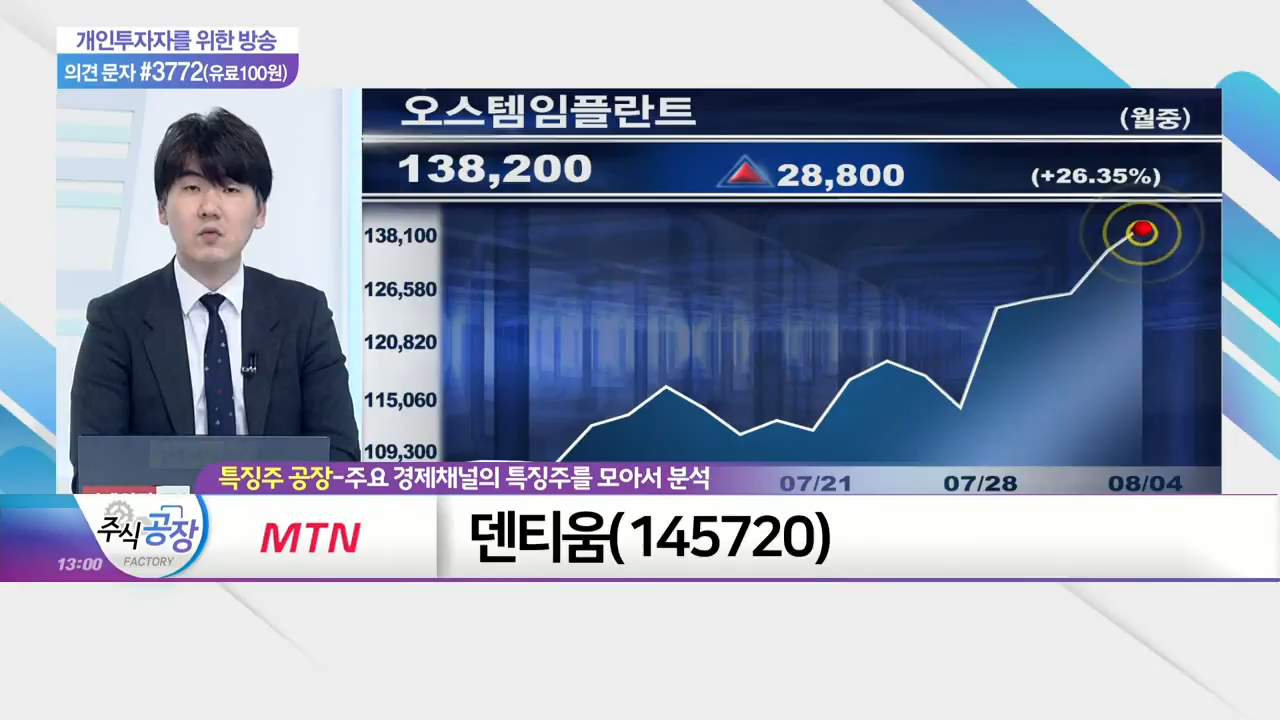 개인투자자를 위한 방송
의견 문자 #3772(유료100원)
오스템임플란트
(월중)
138,200
28,800
(+26.35%)
138,100
126,580
120,820
115,060
109,300
07/21
07/28
08/04
특징주 공장-주요 경제채널의 특징주를 모아서 분석
주식공장
FACTORY
13:00
MTN
덴티움(145720)